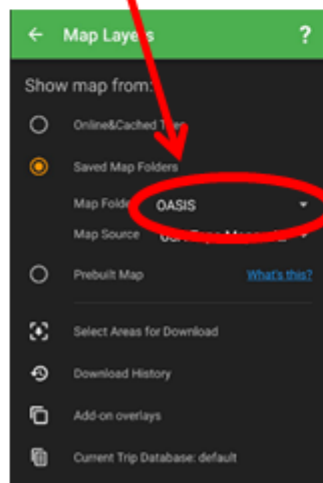 Map Layers ?
Show map from:
Online&Cached
Saved Map Folders
Map Folder OASIS
Map Source
Prebuilt Map What's this?
Select Areas for Download
Download History
Add-on overlays
Current Trip Database: default